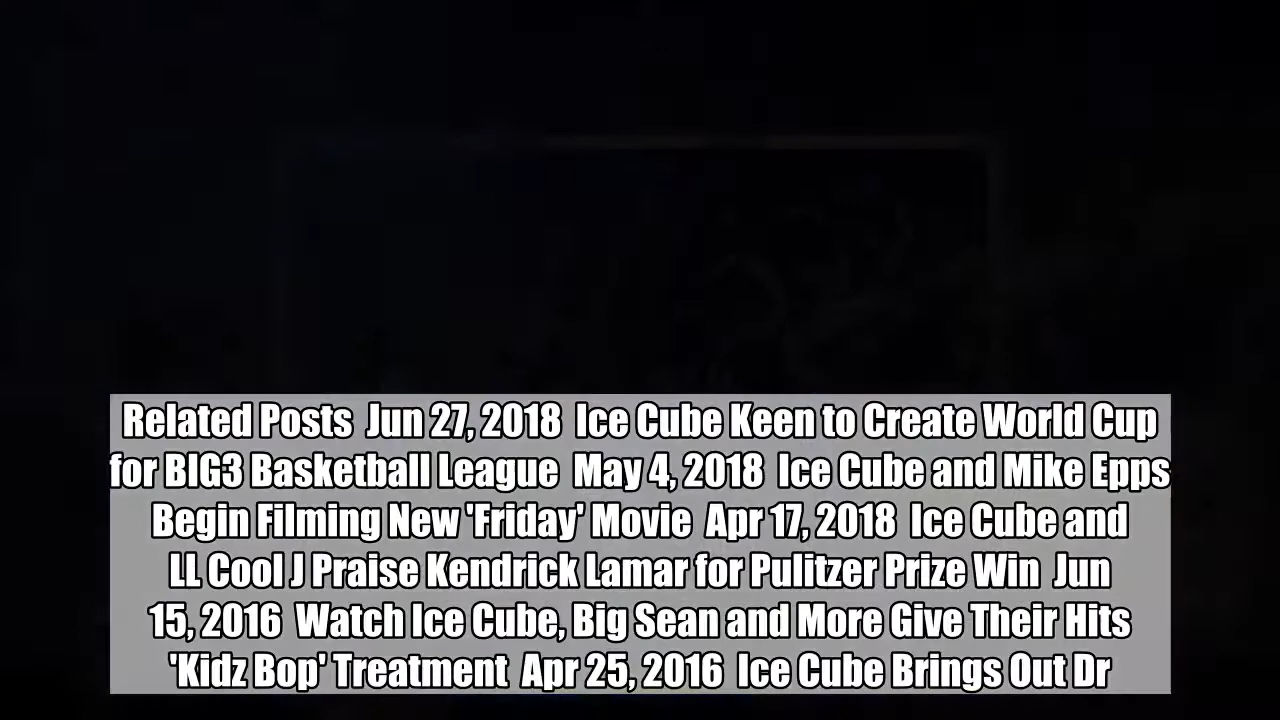 Related Posts  Jun 27, 2018  Ice Cube Keen to Create World Cup
for BIG3 Basketball League  May 4, 2018  Ice Cube and Mike Epps
Begin Filming New 'Friday' Movie  Apr 17, 2018  Ice Cube and
LL Cool J Praise Kendrick Lamar for Pulitzer Prize Win  Jun
15, 2016  Watch Ice Cube, Big Sean and More Give Their Hits
'Kidz Bop' Treatment  Apr 25, 2016  Ice Cube Brings Out Dr